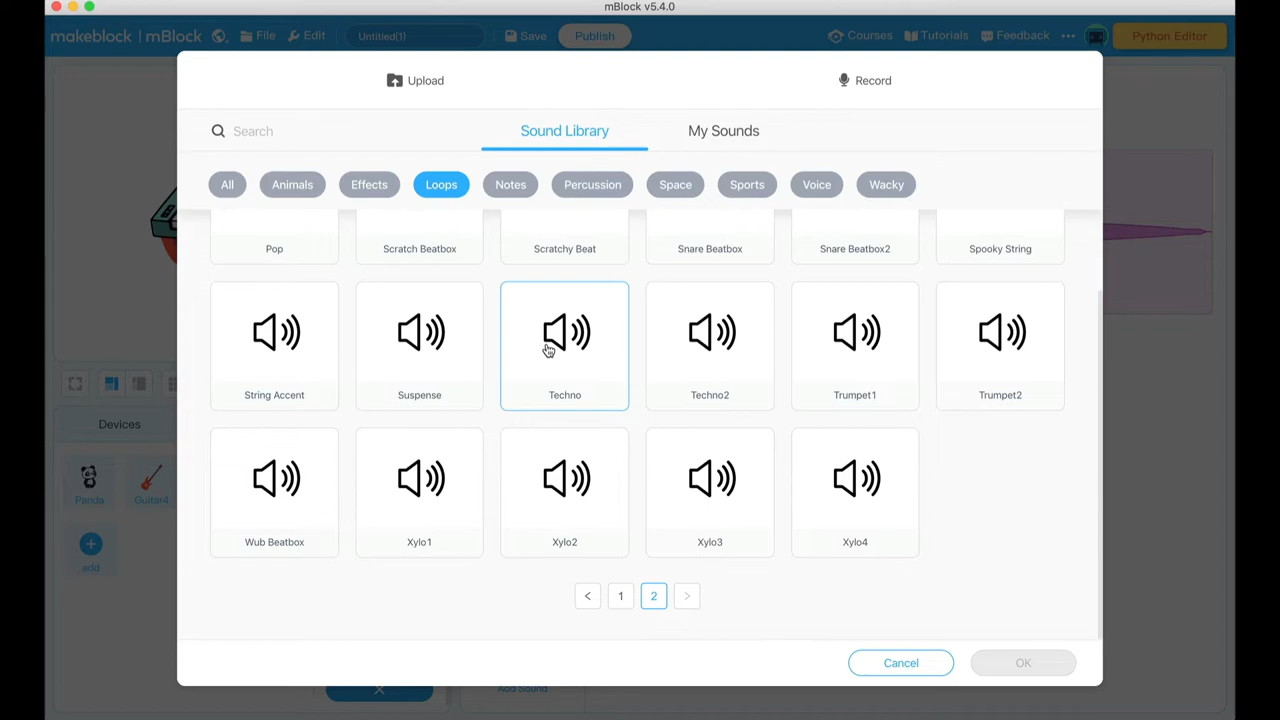 mBlock v5.4.0
makeblock | mBlock File Edit Untitled(1) Save Publish Courses Tutorials Feedback Python Editor
Upload Record
Search Sound Library My Sounds
All Animals Effects Loops Notes Percussion Space Sports Voice Wacky
Pop Scratch Beatbox Scratchy Beat Snare Beatbox Snare Beatbox2 Spooky String
String Accent Suspense Techno Techno2 Trumpet1 Trumpet2
Devices
Panda Guitar4
Wub Beatbox Xylo1 Xylo2 Xylo3 Xylo4
add
< 1 2 >
Cancel OK
Add Sound